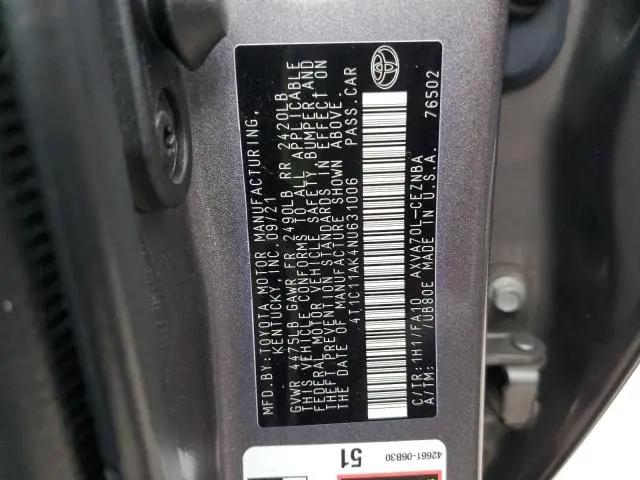 MFD.BY:TOYOTA MOTOR MANUFACTURING,
KENTUCKY, INC. 09/21
GVWR 4475LB GAWR FR 2490LB RR 2420LB
THIS VEHICLE CONFORMS TO ALL APPLICABLE
FEDERAL MOTOR VEHICLE SAFETY, BUMPER AND
THEFT PREVENTION STANDARDS IN EFFECT ON
THE DATE OF MANUFACTURE SHOWN ABOVE.
4T1C11AK4NU631006 PASS.CAR
C/TR:1H1/FA10 AXVA70L-CEZNBA
A/TM: /UB80E MADE IN U.S.A. 76502
51
42661-06B30